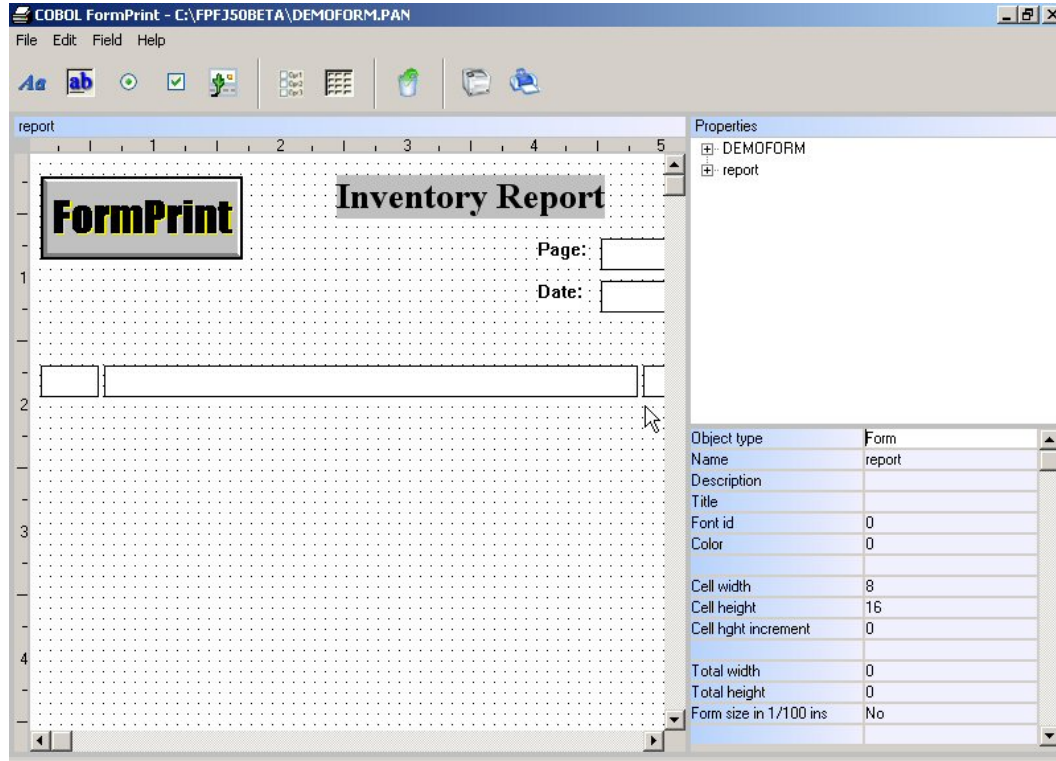 COBOL FormPrint - C:\FPFJ50BETA\DEMOFORM.PAN
File Edit Field Help
Aa ab
report
1 2 3 4 5
FormPrint
Inventory Report
Page:
Date:
1
2
3
4
Properties
DEMOFORM
report
Object type Form
Name report
Description
Title
Font id 0
Color 0
Cell width 8
Cell height 16
Cell hght increment 0
Total width 0
Total height 0
Form size in 1/100 ins No